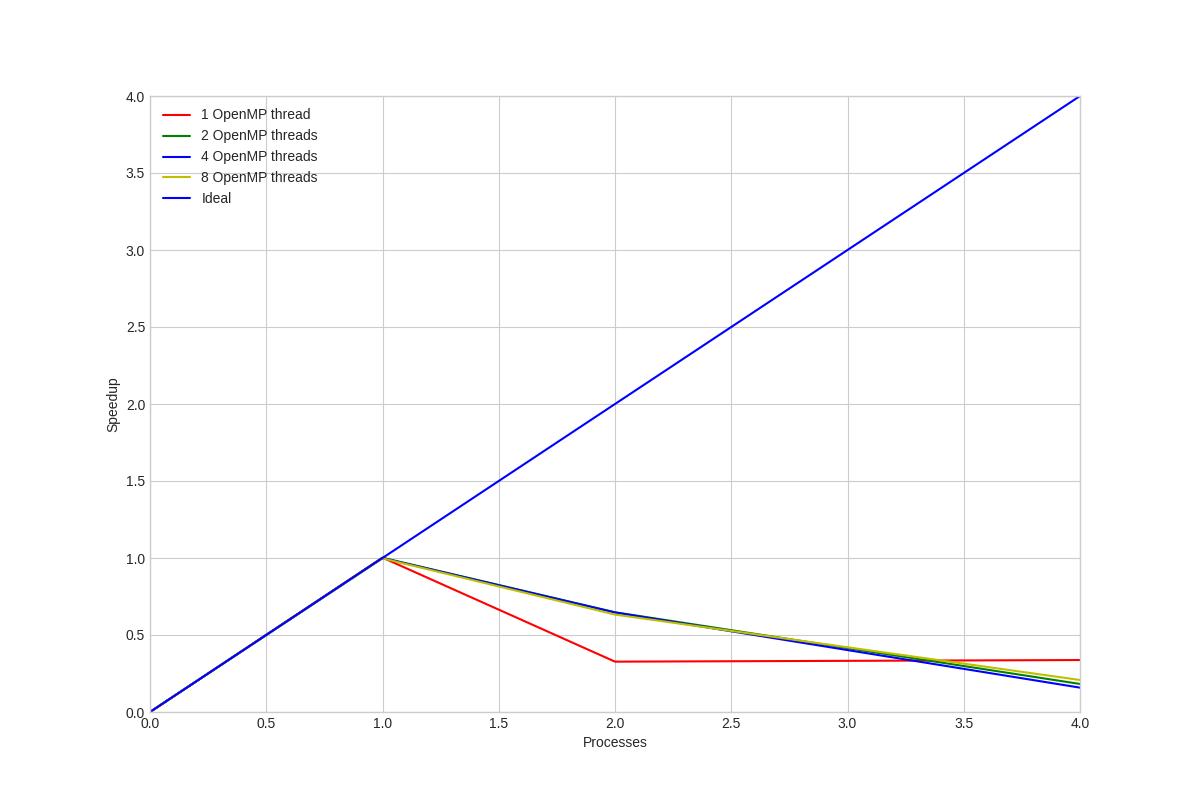 1 OpenMP thread
2 OpenMP threads
4 OpenMP threads
8 OpenMP threads
Ideal
4.0
3.5
3.0
2.5
2.0
1.5
1.0
0.5
0.0
Speedup
0.0 0.5 1.0 1.5 2.0 2.5 3.0 3.5 4.0
Processes